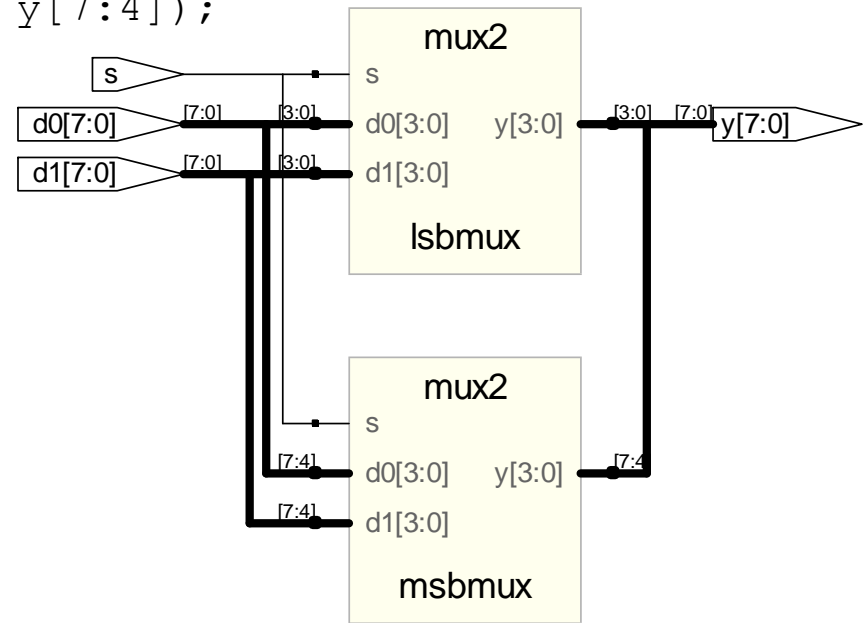 y[7:4]);
mux2
s
s
d0[7:0]
[7:0]
[3:0]
d0[3:0]
y[3:0]
[3:0]
[7:0]
y[7:0]
d1[7:0]
[7:0]
[3:0]
d1[3:0]
lsbmux
mux2
s
[7:4]
d0[3:0]
y[3:0]
[7:4
[7:4]
d1[3:0]
msbmux